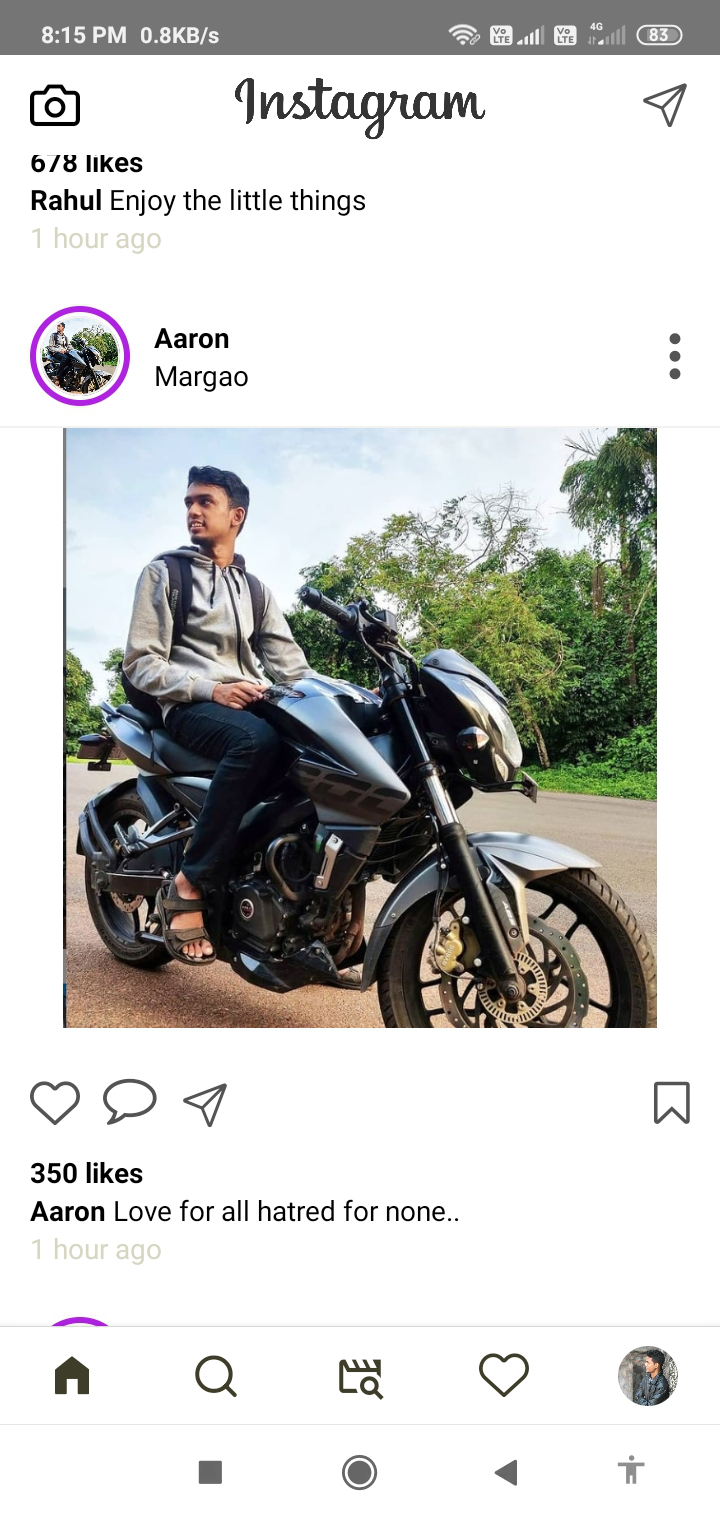 8:15 PM 0.8KB/s
Vo LTE
Vo LTE
4G
83
Instagram
678 likes
Rahul Enjoy the little things
1 hour ago
Aaron
Margao
350 likes
Aaron Love for all hatred for none..
1 hour ago